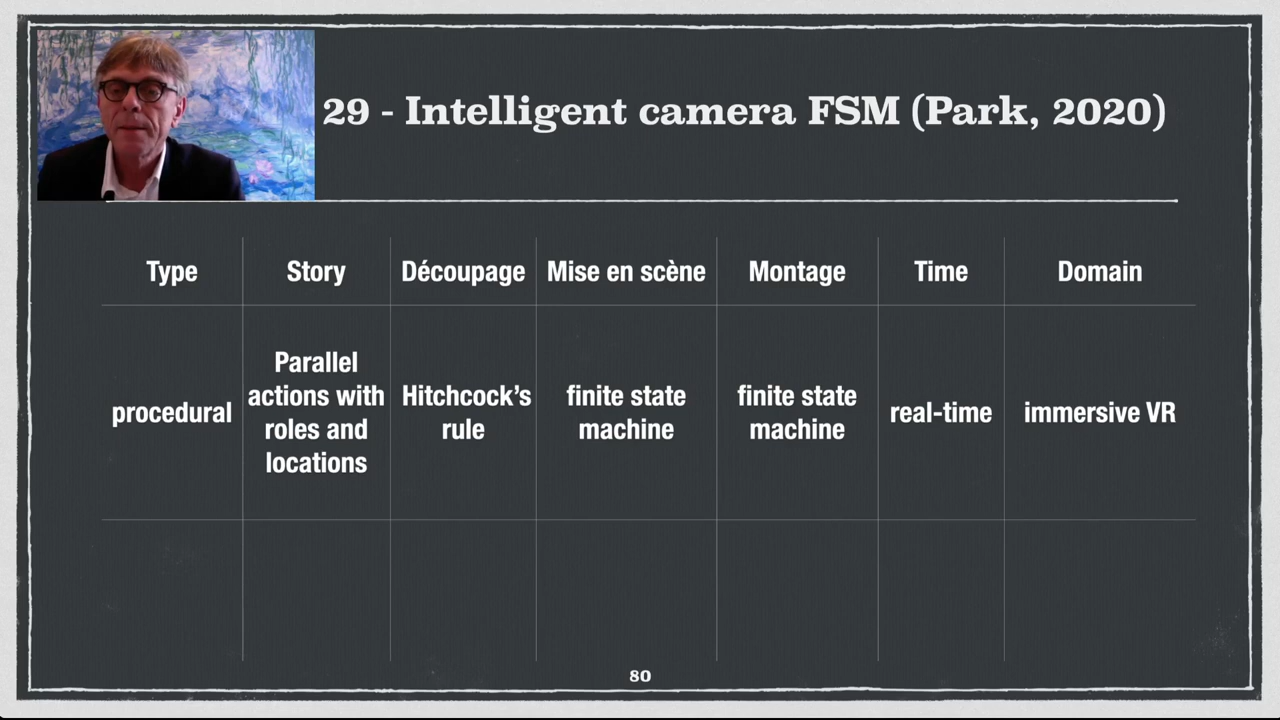 29 - Intelligent camera FSM (Park, 2020)
Type
Story
Découpage
Mise en scène
Montage
Time
Domain
procedural
Parallel
actions with
roles and
locations
Hitchcock’s
rule
finite state
machine
finite state
machine
real-time
immersive VR
80